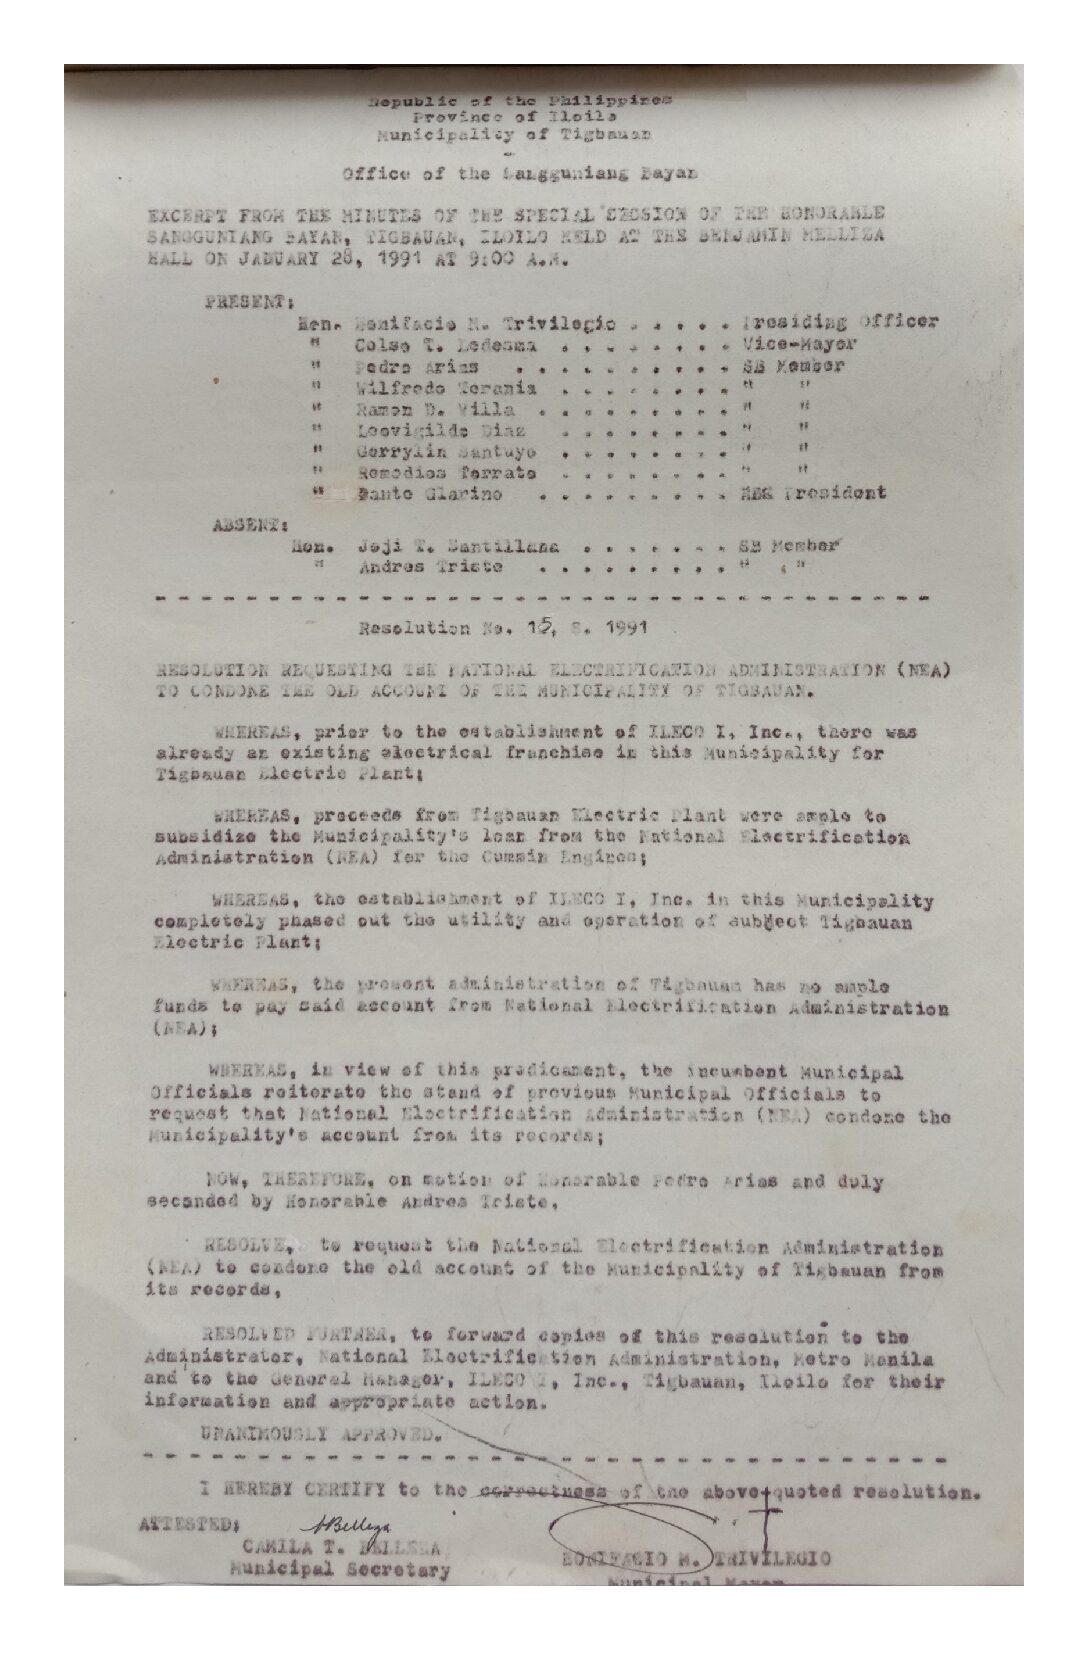 Republic of the Philippines
Province of Iloilo
Municipality of Tigbauan
-
Office of the Sangguniang Bayan
EXCERPT FROM THE MINUTES OF THE SPECIAL SESSION OF THE HONORABLE
SANGGUNIANG BAYAN, TIGBAUAN, ILOILO HELD AT THE BENJAMIN MELLIZA
HALL ON JADUARY 28, 1991 AT 9:00 A.M.
PRESENT:
Hon. Bonifacio M. Trivilegio . . . . . Presiding Officer
" Celso T. Ledesma . . . . . . . . Vice-Mayor
" Pedro Arias . . . . . . . . . . SB Member
" Wilfredo Torania . . . . . . . . " "
" Ramon D. Villa . . . . . . . . . " "
" Leovigildo Diaz . . . . . . . . " "
" Gerrylin Santuyo . . . . . . . . " "
" Remedios Terrato . . . . . . . . " "
" Dante Glarino . . . . . . . . . President
ABSENT:
Hon. Joji T. Santillana . . . . . . . SB Member
" Andres Triste . . . . . . . . . " "
- - - - - - - - - - - - - - - - - - - - - - - - - - - - - - - - - -
Resolution No. 15, S. 1991
RESOLUTION REQUESTING THE NATIONAL ELECTRIFICATION ADMINISTRATION (NEA)
TO CONDONE THE OLD ACCOUNT OF THE MUNICIPALITY OF TIGBAUAN.
WHEREAS, prior to the establishment of ILECO I, Inc., there was
already an existing electrical franchise in this Municipality for
Tigbauan Electric Plant;
WHEREAS, proceeds from Tigbauan Electric Plant were ample to
subsidize the Municipality's loan from the National Electrification
Administration (NEA) for the Cummin Engines;
WHEREAS, the establishment of ILECO I, Inc. in this Municipality
completely phased out the utility and operation of subject Tigbauan
Electric Plant;
WHEREAS, the present administration of Tigbauan has no ample
funds to pay said account from National Electrification Administration
(NEA);
WHEREAS, in view of this predicament, the incumbent Municipal
Officials reiterate the stand of previous Municipal Officials to
request that National Electrification Administration (NEA) condone the
Municipality's account from its records;
NOW, THEREFORE, on motion of Honorable Pedro Arias and duly
seconded by Honorable Andres Triste,
RESOLVE, to request the National Electrification Administration
(NEA) to condone the old account of the Municipality of Tigbauan from
its records,
RESOLVED FURTHER, to forward copies of this resolution to the
Administrator, National Electrification Administration, Metro Manila
and to the General Manager, ILECO I, Inc., Tigbauan, Iloilo for their
information and appropriate action.
UNANIMOUSLY APPROVED.
- - - - - - - - - - - - - - - - - - - - - - - - - - - - - - - - - -
I HEREBY CERTIFY to the correctness of the above-quoted resolution.
ATTESTED:
CAMILA T. BELLEZA
Municipal Secretary
BONIFACIO M. TRIVILEGIO
Municipal Mayor